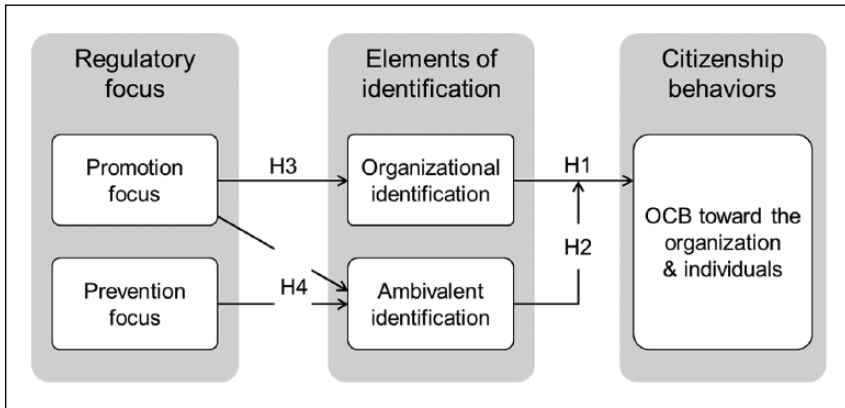 Regulatory
focus
Elements of
identification
Citizenship
behaviors
Promotion
focus
H3
Organizational
identification
H1
OCB toward the
organization
& individuals
H2
Prevention
focus
H4
Ambivalent
identification